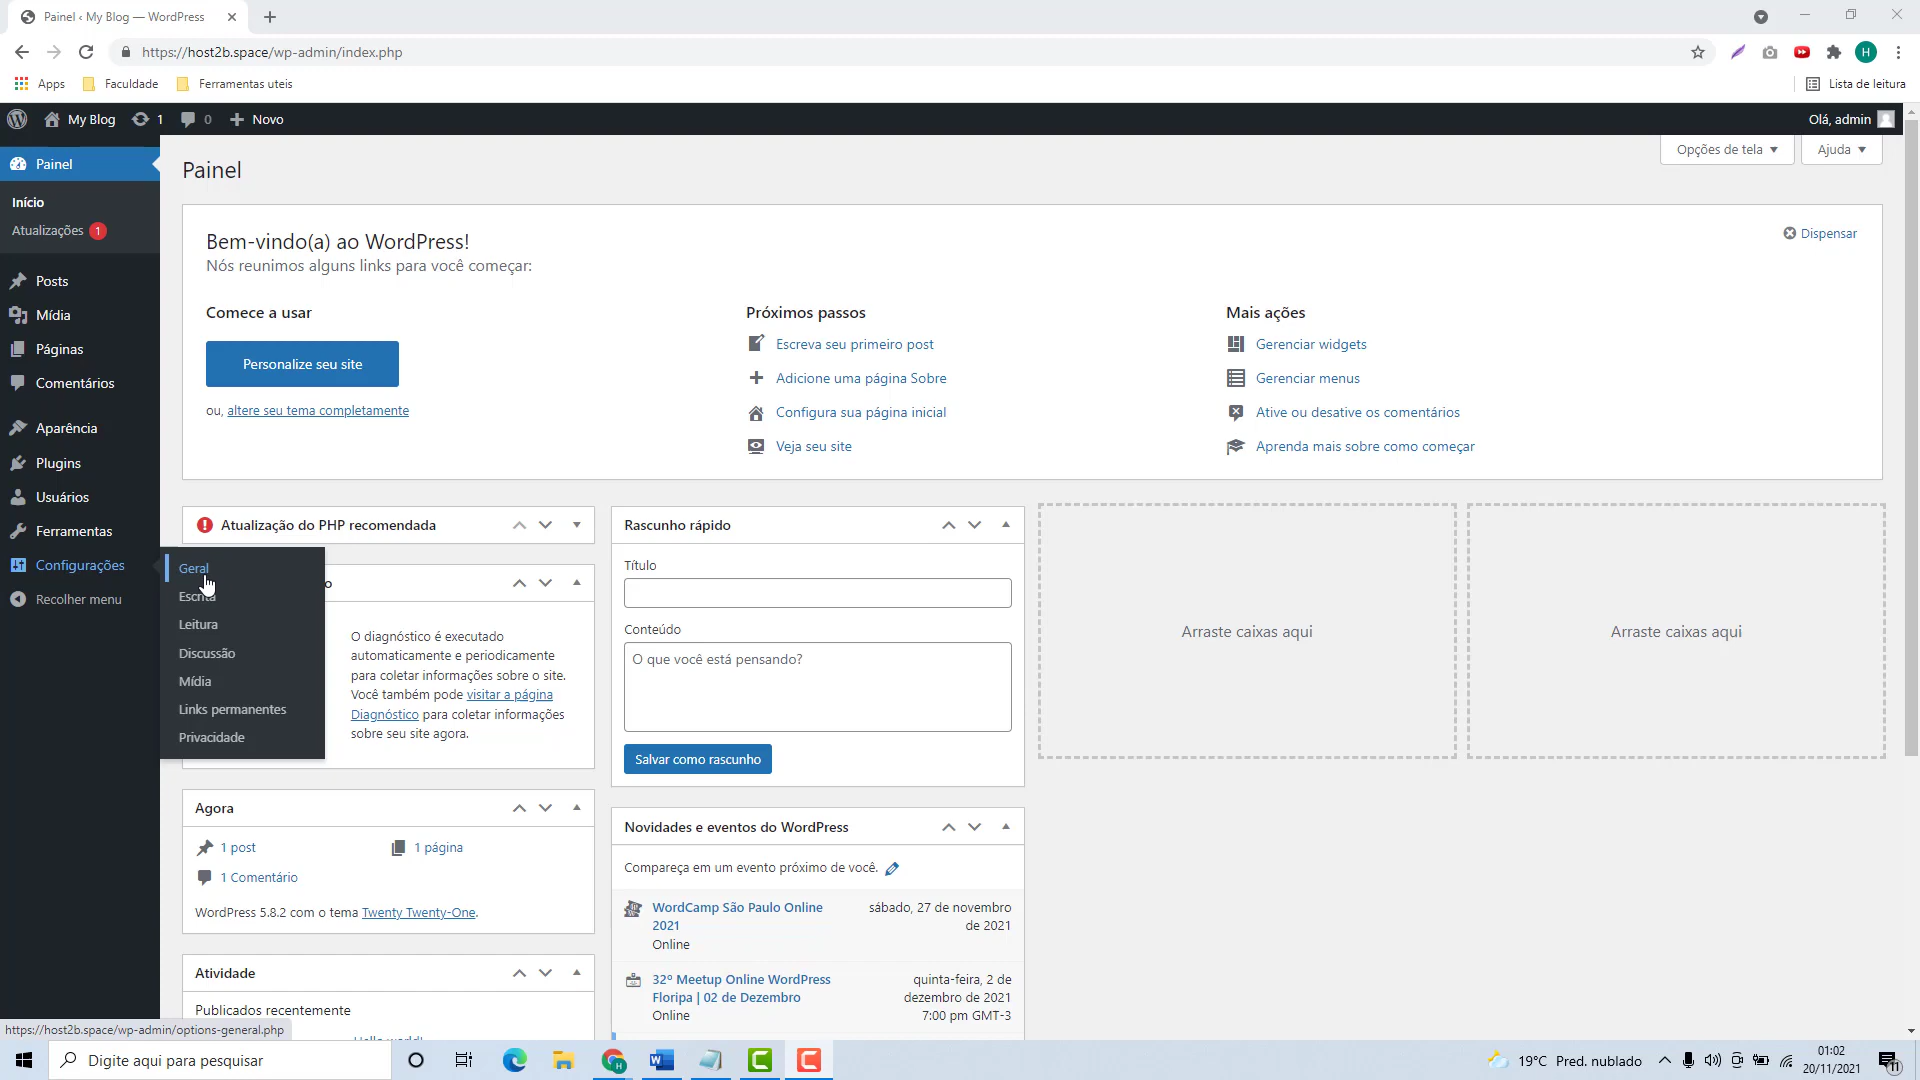 Painel ‹ My Blog — WordPress
https://host2b.space/wp-admin/index.php
H
Apps
Faculdade
Ferramentas uteis
Lista de leitura
My Blog
1
0
Novo
Olá, admin
Painel
Início
Atualizações 1
Posts
Mídia
Páginas
Comentários
Aparência
Plugins
Usuários
Ferramentas
Configurações
Recolher menu
Geral
Escrita
Leitura
Discussão
Mídia
Links permanentes
Privacidade
Opções de tela
Ajuda
Painel
Bem-vindo(a) ao WordPress!
Nós reunimos alguns links para você começar:
Dispensar
Comece a usar
Personalize seu site
ou, altere seu tema completamente
Próximos passos
Escreva seu primeiro post
Adicione uma página Sobre
Configura sua página inicial
Veja seu site
Mais ações
Gerenciar widgets
Gerenciar menus
Ative ou desative os comentários
Aprenda mais sobre como começar
Atualização do PHP recomendada
o
O diagnóstico é executado
automaticamente e periodicamente
para coletar informações sobre o site.
Você também pode visitar a página
Diagnóstico para coletar informações
sobre seu site agora.
Agora
1 post
1 página
1 Comentário
WordPress 5.8.2 com o tema Twenty Twenty-One.
Atividade
Publicados recentemente
Hello world!
Rascunho rápido
Título
Conteúdo
O que você está pensando?
Salvar como rascunho
Novidades e eventos do WordPress
Compareça em um evento próximo de você.
WordCamp São Paulo Online
2021
Online
sábado, 27 de novembro
de 2021
32º Meetup Online WordPress
Floripa | 02 de Dezembro
Online
quinta-feira, 2 de
dezembro de 2021
7:00 pm GMT-3
Arraste caixas aqui
Arraste caixas aqui
https://host2b.space/wp-admin/options-general.php
Digite aqui para pesquisar
19°C Pred. nublado
01:02
20/11/2021
11